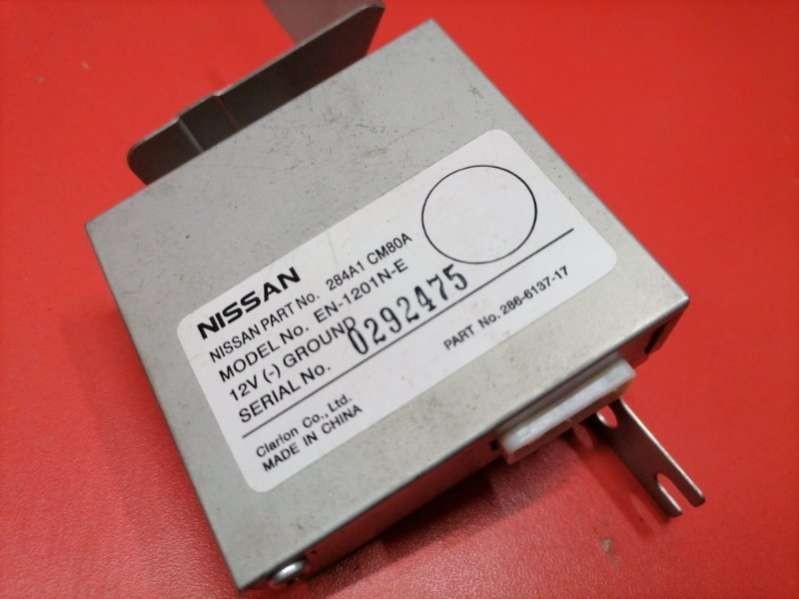 NISSAN
NISSAN PART No. 284A1 CM80A
MODEL No. EN-1201N-E
12V (-) GROUND
SERIAL No. 0292475
Clarion Co., Ltd. PART No. 286-6137-17
MADE IN CHINA